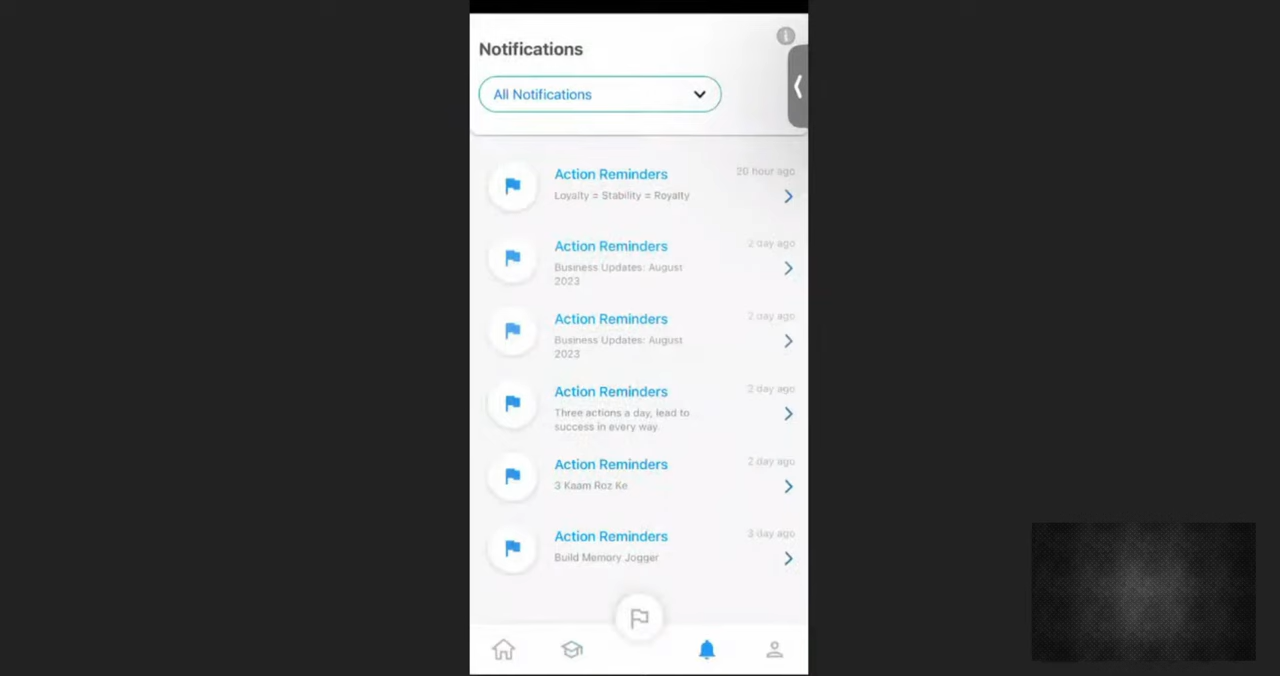 Notifications
All Notifications
Action Reminders
20 hour ago
Loyalty = Stability = Royalty
Action Reminders
2 day ago
Business Updates: August
2023
Action Reminders
2 day ago
Business Updates: August
2023
Action Reminders
2 day ago
Three actions a day, lead to
success in every way.
Action Reminders
2 day ago
3 Kaam Roz Ke
Action Reminders
3 day ago
Build Memory Jogger